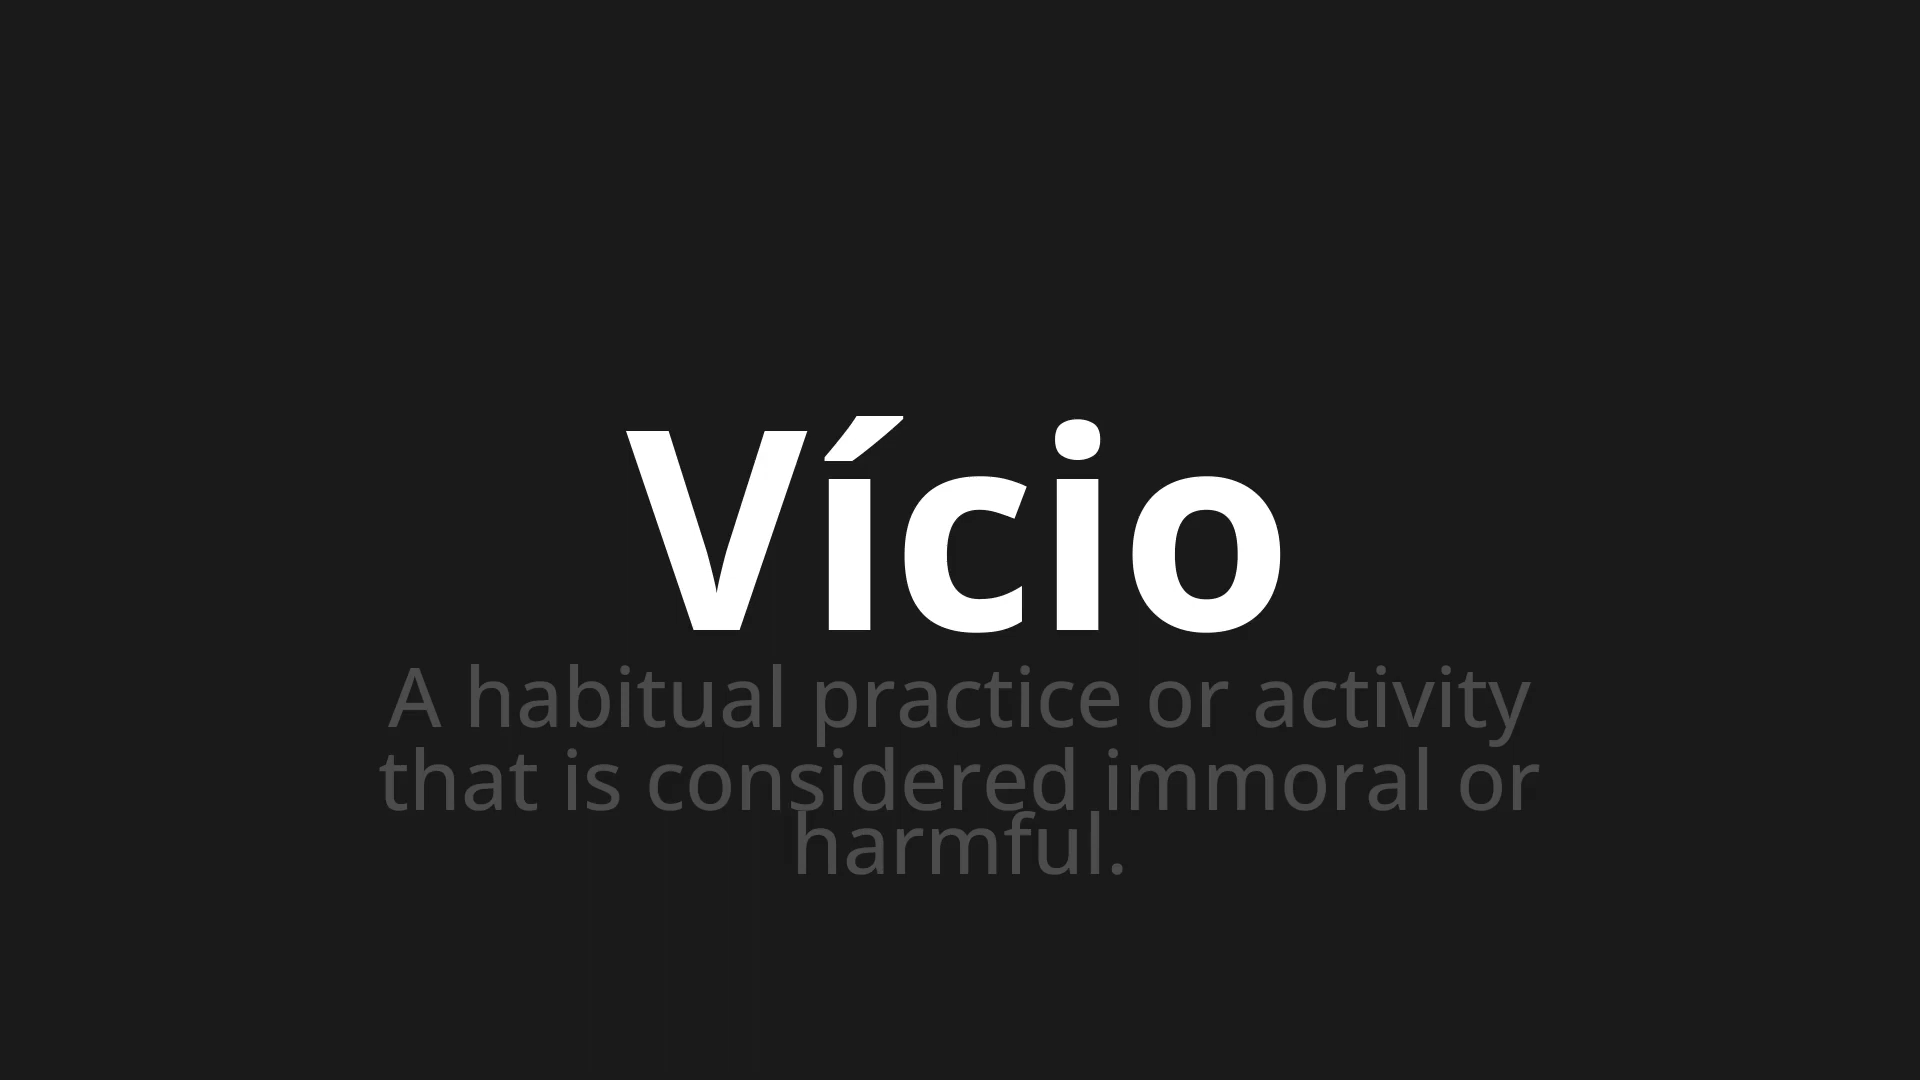 Vício
A habitual practice or activity
that is considered immoral or
harmful.